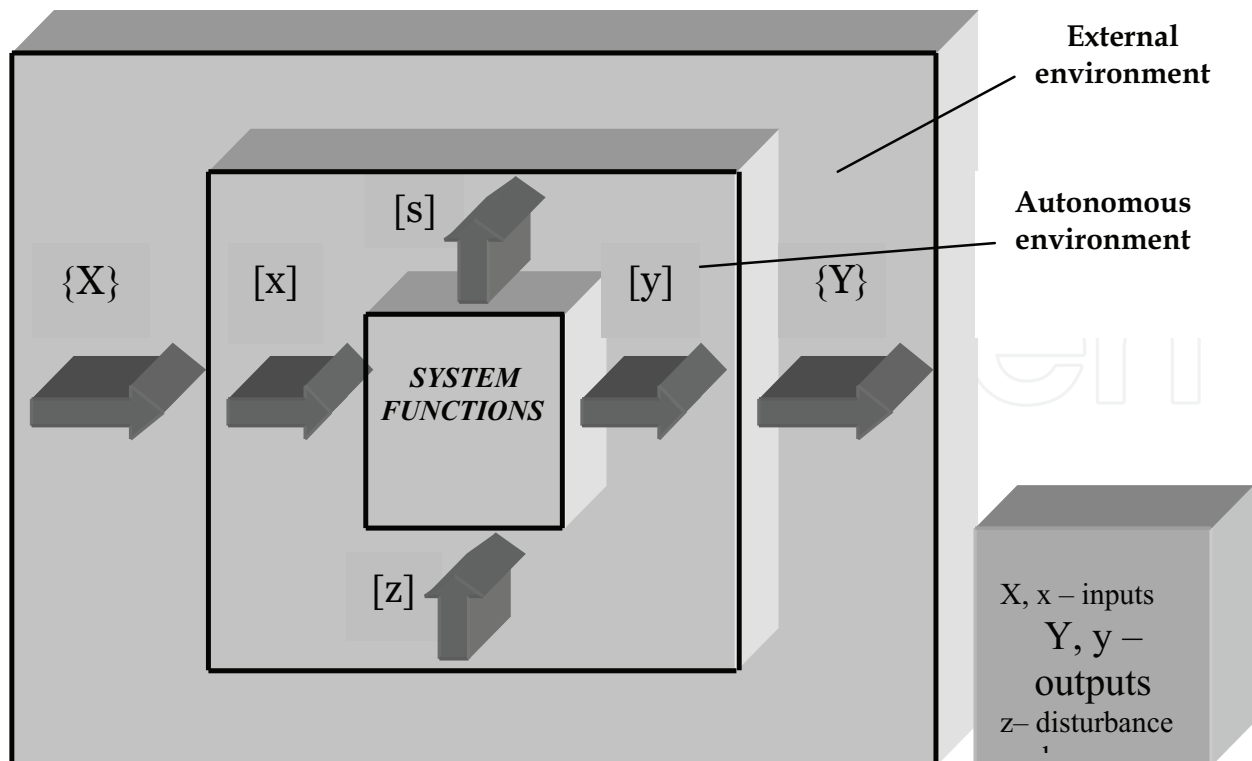 External
environment
Autonomous
environment
[s]
{X}
[x]
[y]
{Y}
SYSTEM
FUNCTIONS
[z]
X, x – inputs
Y, y –
outputs
z– disturbance